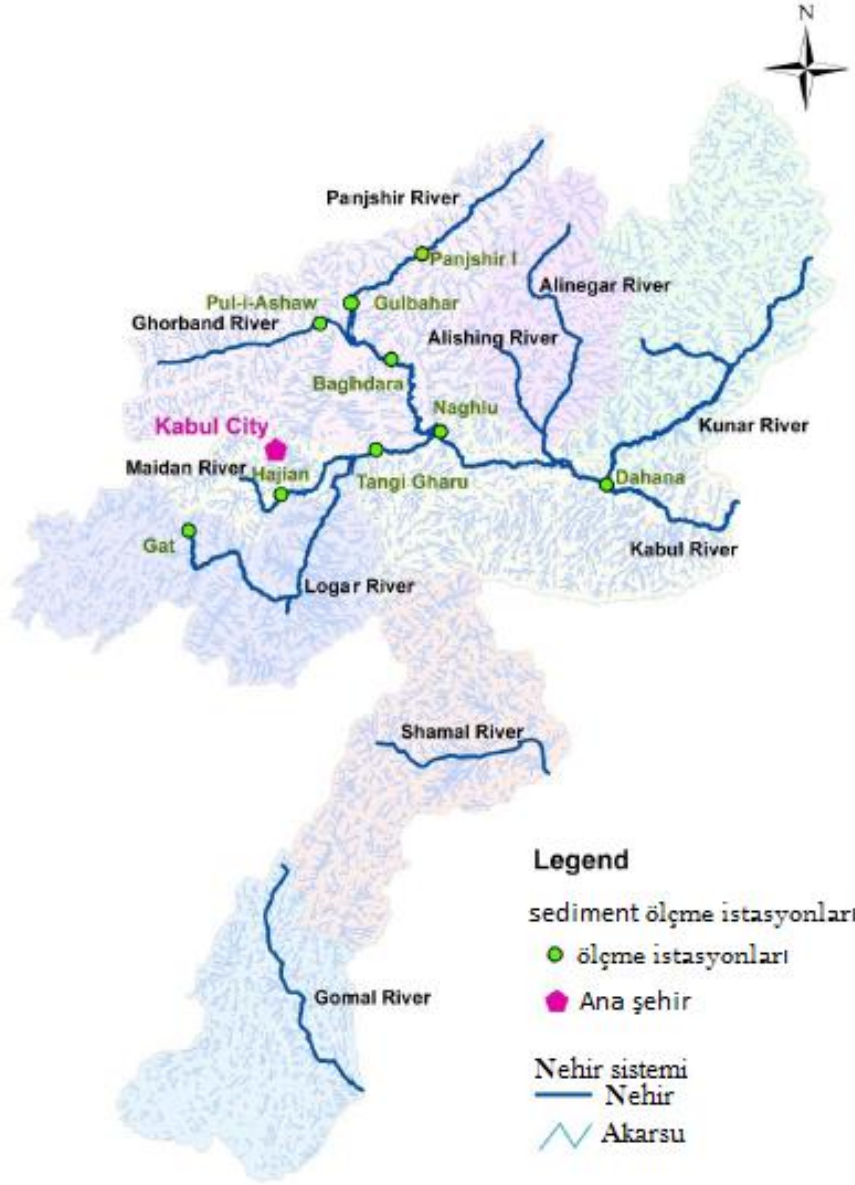 N
Panjshir River
Panjshir I
Pul-i-Ashaw
Gulbahar
Alinegar River
Ghorband River
Alishing River
Baghdara
Naghlu
Kabul City
Kunar River
Maidan River
Hajian
Tangi Gharu
Dahana
Gat
Kabul River
Logar River
Shamal River
Gomal River
Legend
sediment ölçme istasyonları
ölçme istasyonları
Ana şehir
Nehir sistemi
Nehir
Akarsu